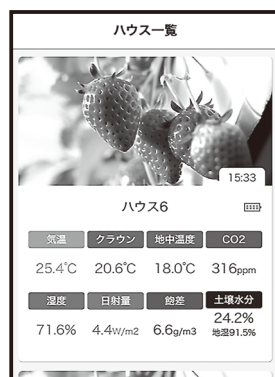 ハウス一覧
15:33
ハウス6
気温 クラウン 地中温度 CO2
25.4℃ 20.6℃ 18.0℃ 316ppm
湿度 日射量 飽差 土壌水分
71.6% 4.4W/m2 6.6g/m3 24.2%
地湿91.5%